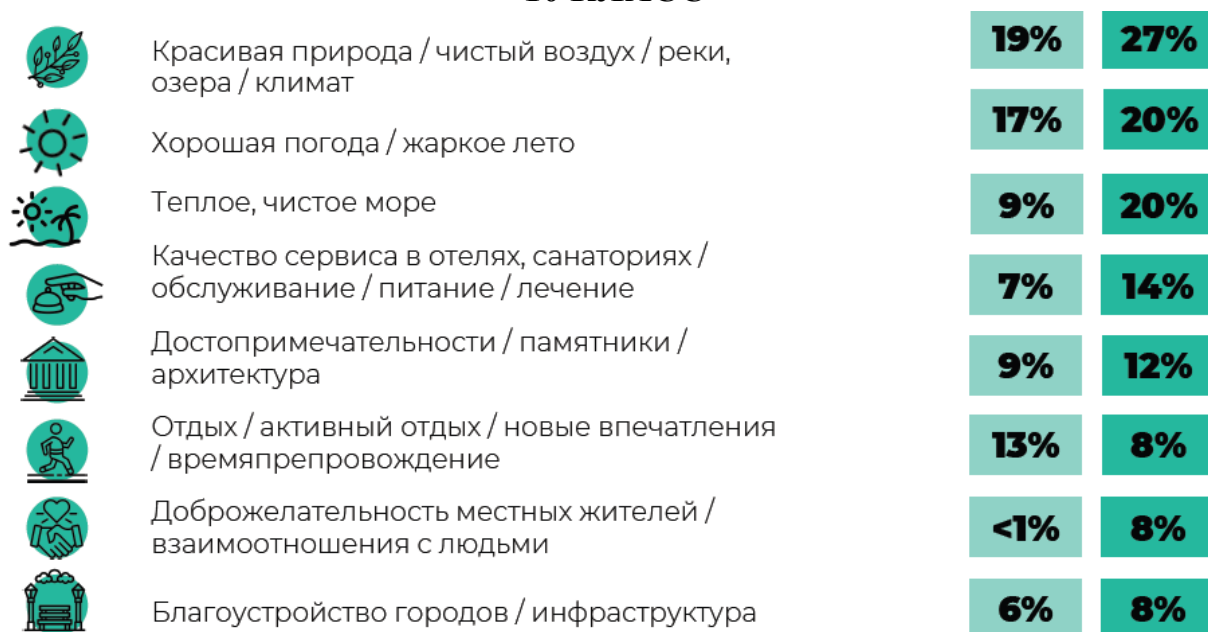 Красивая природа / чистый воздух / реки,
озера / климат
19% 27%
Хорошая погода / жаркое лето
17% 20%
Теплое, чистое море
9% 20%
Качество сервиса в отелях, санаториях /
обслуживание / питание / лечение
7% 14%
Достопримечательности / памятники /
архитектура
9% 12%
Отдых / активный отдых / новые впечатления
/ времяпрепровождение
13% 8%
Доброжелательность местных жителей /
взаимоотношения с людьми
<1% 8%
Благоустройство городов / инфраструктура
6% 8%